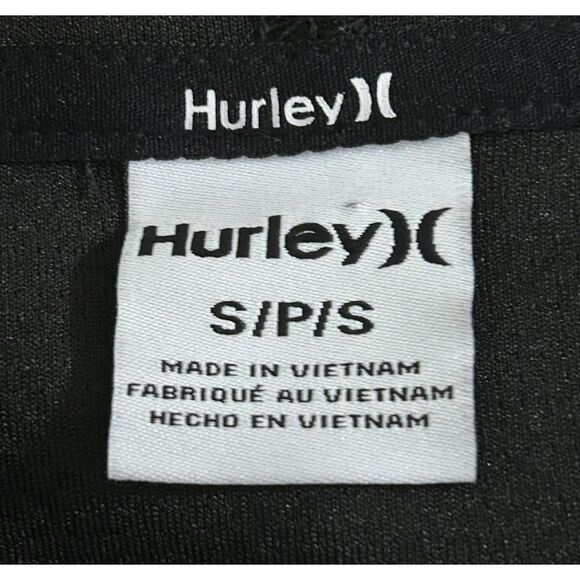 Hurley
Hurley
S/P/S
MADE IN VIETNAM
FABRIQUÉ AU VIETNAM
HECHO EN VIETNAM